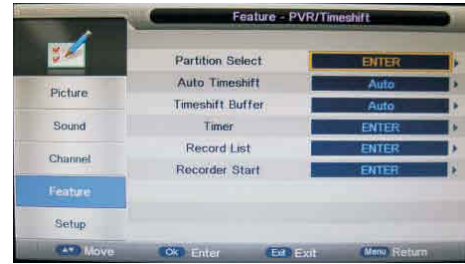 Feature - PVR/Timeshift
Partition Select ENTER
Auto Timeshift Auto
Timeshift Buffer Auto
Timer ENTER
Record List ENTER
Recorder Start ENTER
Picture
Sound
Channel
Feature
Setup
Move Ok Enter Exit Exit Menu Return